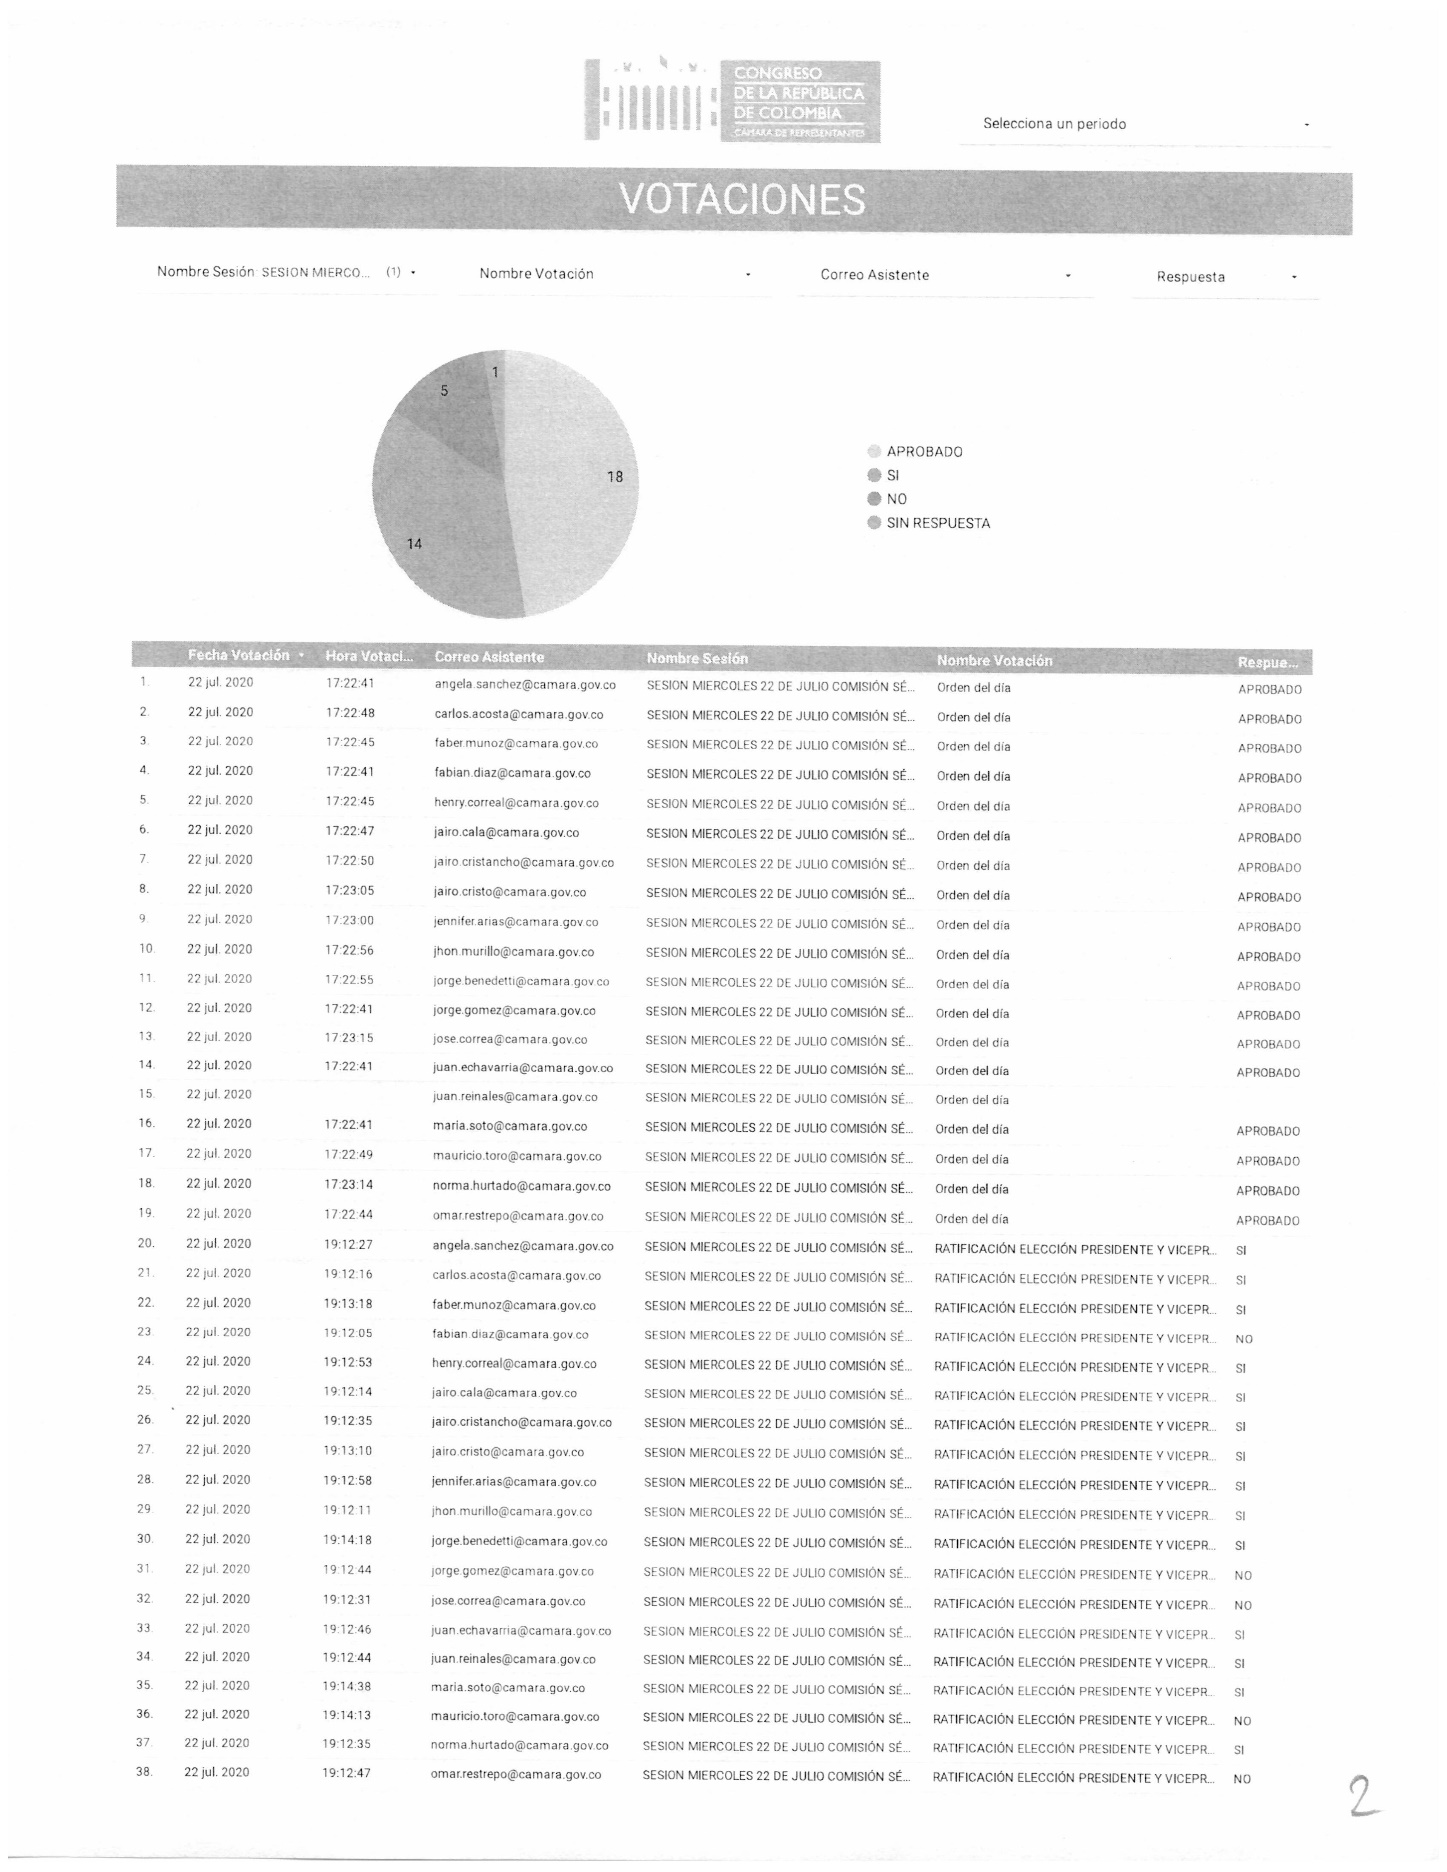 CONGRESO
DE LA REPÚBLICA
DE COLOMBIA
CÁMARA DE REPRESENTANTES
Selecciona un periodo
VOTACIONES
Nombre Sesión: SESION MIERCO... (1) Nombre Votación Correo Asistente Respuesta
1
5
18
14
APROBADO
SI
NO
SIN RESPUESTA
Fecha Votación Hora Votaci... Correo Asistente Nombre Sesión Nombre Votación Respue...
1. 22 jul. 2020 17:22:41 angela.sanchez@camara.gov.co SESION MIERCOLES 22 DE JULIO COMISIÓN SÉ... Orden del día APROBADO
2. 22 jul. 2020 17:22:48 carlos.acosta@camara.gov.co SESION MIERCOLES 22 DE JULIO COMISIÓN SÉ... Orden del día APROBADO
3. 22 jul. 2020 17:22:45 faber.munoz@camara.gov.co SESION MIERCOLES 22 DE JULIO COMISIÓN SÉ... Orden del día APROBADO
4. 22 jul. 2020 17:22:41 fabian.diaz@camara.gov.co SESION MIERCOLES 22 DE JULIO COMISIÓN SÉ... Orden del día APROBADO
5. 22 jul. 2020 17:22:45 henry.correal@camara.gov.co SESION MIERCOLES 22 DE JULIO COMISIÓN SÉ... Orden del día APROBADO
6. 22 jul. 2020 17:22:47 jairo.cala@camara.gov.co SESION MIERCOLES 22 DE JULIO COMISIÓN SÉ... Orden del día APROBADO
7. 22 jul. 2020 17:22:50 jairo.cristancho@camara.gov.co SESION MIERCOLES 22 DE JULIO COMISIÓN SÉ... Orden del día APROBADO
8. 22 jul. 2020 17:23:05 jairo.cristo@camara.gov.co SESION MIERCOLES 22 DE JULIO COMISIÓN SÉ... Orden del día APROBADO
9. 22 jul. 2020 17:23:00 jennifer.arias@camara.gov.co SESION MIERCOLES 22 DE JULIO COMISIÓN SÉ... Orden del día APROBADO
10. 22 jul. 2020 17:22:56 jhon.murillo@camara.gov.co SESION MIERCOLES 22 DE JULIO COMISIÓN SÉ... Orden del día APROBADO
11. 22 jul. 2020 17:22:55 jorge.benedetti@camara.gov.co SESION MIERCOLES 22 DE JULIO COMISIÓN SÉ... Orden del día APROBADO
12. 22 jul. 2020 17:22:41 jorge.gomez@camara.gov.co SESION MIERCOLES 22 DE JULIO COMISIÓN SÉ... Orden del día APROBADO
13. 22 jul. 2020 17:23:15 jose.correa@camara.gov.co SESION MIERCOLES 22 DE JULIO COMISIÓN SÉ... Orden del día APROBADO
14. 22 jul. 2020 17:22:41 juan.echavarria@camara.gov.co SESION MIERCOLES 22 DE JULIO COMISIÓN SÉ... Orden del día APROBADO
15. 22 jul. 2020 juan.reinales@camara.gov.co SESION MIERCOLES 22 DE JULIO COMISIÓN SÉ... Orden del día
16. 22 jul. 2020 17:22:41 maria.soto@camara.gov.co SESION MIERCOLES 22 DE JULIO COMISIÓN SÉ... Orden del día APROBADO
17. 22 jul. 2020 17:22:49 mauricio.toro@camara.gov.co SESION MIERCOLES 22 DE JULIO COMISIÓN SÉ... Orden del día APROBADO
18. 22 jul. 2020 17:23:14 norma.hurtado@camara.gov.co SESION MIERCOLES 22 DE JULIO COMISIÓN SÉ... Orden del día APROBADO
19. 22 jul. 2020 17:22:44 omar.restrepo@camara.gov.co SESION MIERCOLES 22 DE JULIO COMISIÓN SÉ... Orden del día APROBADO
20. 22 jul. 2020 19:12:27 angela.sanchez@camara.gov.co SESION MIERCOLES 22 DE JULIO COMISIÓN SÉ... RATIFICACIÓN ELECCIÓN PRESIDENTE Y VICEPR... SI
21. 22 jul. 2020 19:12:16 carlos.acosta@camara.gov.co SESION MIERCOLES 22 DE JULIO COMISIÓN SÉ... RATIFICACIÓN ELECCIÓN PRESIDENTE Y VICEPR... SI
22. 22 jul. 2020 19:13:18 faber.munoz@camara.gov.co SESION MIERCOLES 22 DE JULIO COMISIÓN SÉ... RATIFICACIÓN ELECCIÓN PRESIDENTE Y VICEPR... SI
23. 22 jul. 2020 19:12:05 fabian.diaz@camara.gov.co SESION MIERCOLES 22 DE JULIO COMISIÓN SÉ... RATIFICACIÓN ELECCIÓN PRESIDENTE Y VICEPR... NO
24. 22 jul. 2020 19:12:53 henry.correal@camara.gov.co SESION MIERCOLES 22 DE JULIO COMISIÓN SÉ... RATIFICACIÓN ELECCIÓN PRESIDENTE Y VICEPR... SI
25. 22 jul. 2020 19:12:14 jairo.cala@camara.gov.co SESION MIERCOLES 22 DE JULIO COMISIÓN SÉ... RATIFICACIÓN ELECCIÓN PRESIDENTE Y VICEPR... SI
26. 22 jul. 2020 19:12:35 jairo.cristancho@camara.gov.co SESION MIERCOLES 22 DE JULIO COMISIÓN SÉ... RATIFICACIÓN ELECCIÓN PRESIDENTE Y VICEPR... SI
27. 22 jul. 2020 19:13:10 jairo.cristo@camara.gov.co SESION MIERCOLES 22 DE JULIO COMISIÓN SÉ... RATIFICACIÓN ELECCIÓN PRESIDENTE Y VICEPR... SI
28. 22 jul. 2020 19:12:58 jennifer.arias@camara.gov.co SESION MIERCOLES 22 DE JULIO COMISIÓN SÉ... RATIFICACIÓN ELECCIÓN PRESIDENTE Y VICEPR... SI
29. 22 jul. 2020 19:12:11 jhon.murillo@camara.gov.co SESION MIERCOLES 22 DE JULIO COMISIÓN SÉ... RATIFICACIÓN ELECCIÓN PRESIDENTE Y VICEPR... SI
30. 22 jul. 2020 19:14:18 jorge.benedetti@camara.gov.co SESION MIERCOLES 22 DE JULIO COMISIÓN SÉ... RATIFICACIÓN ELECCIÓN PRESIDENTE Y VICEPR... SI
31. 22 jul. 2020 19:12:44 jorge.gomez@camara.gov.co SESION MIERCOLES 22 DE JULIO COMISIÓN SÉ... RATIFICACIÓN ELECCIÓN PRESIDENTE Y VICEPR... NO
32. 22 jul. 2020 19:12:31 jose.correa@camara.gov.co SESION MIERCOLES 22 DE JULIO COMISIÓN SÉ... RATIFICACIÓN ELECCIÓN PRESIDENTE Y VICEPR... NO
33. 22 jul. 2020 19:12:46 juan.echavarria@camara.gov.co SESION MIERCOLES 22 DE JULIO COMISIÓN SÉ... RATIFICACIÓN ELECCIÓN PRESIDENTE Y VICEPR... SI
34. 22 jul. 2020 19:12:44 juan.reinales@camara.gov.co SESION MIERCOLES 22 DE JULIO COMISIÓN SÉ... RATIFICACIÓN ELECCIÓN PRESIDENTE Y VICEPR... SI
35. 22 jul. 2020 19:14:38 maria.soto@camara.gov.co SESION MIERCOLES 22 DE JULIO COMISIÓN SÉ... RATIFICACIÓN ELECCIÓN PRESIDENTE Y VICEPR... SI
36. 22 jul. 2020 19:14:13 mauricio.toro@camara.gov.co SESION MIERCOLES 22 DE JULIO COMISIÓN SÉ... RATIFICACIÓN ELECCIÓN PRESIDENTE Y VICEPR... NO
37. 22 jul. 2020 19:12:35 norma.hurtado@camara.gov.co SESION MIERCOLES 22 DE JULIO COMISIÓN SÉ... RATIFICACIÓN ELECCIÓN PRESIDENTE Y VICEPR... SI
38. 22 jul. 2020 19:12:47 omar.restrepo@camara.gov.co SESION MIERCOLES 22 DE JULIO COMISIÓN SÉ... RATIFICACIÓN ELECCIÓN PRESIDENTE Y VICEPR... NO
2